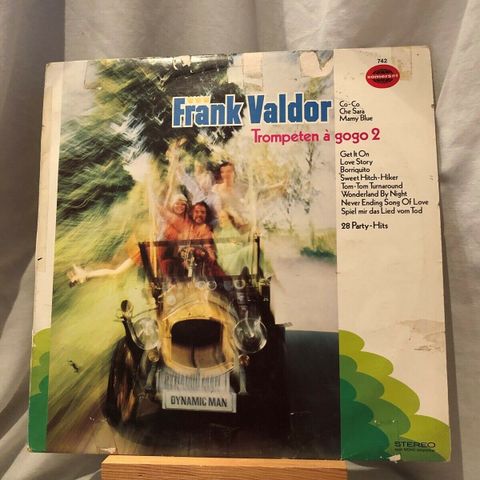 742
somerset
Frank Valdor
Trompeten à gogo 2
Co-Co
Che Sara
Mamy Blue
Get It On
Love Story
Borriquito
Sweet Hitch-Hiker
Tom-Tom Turnaround
Wonderland By Night
Never Ending Song Of Love
Spiel mir das Lied vom Tod
28 Party-Hits
DYNAMIC MAN
DYNAMIC MAN
STEREO